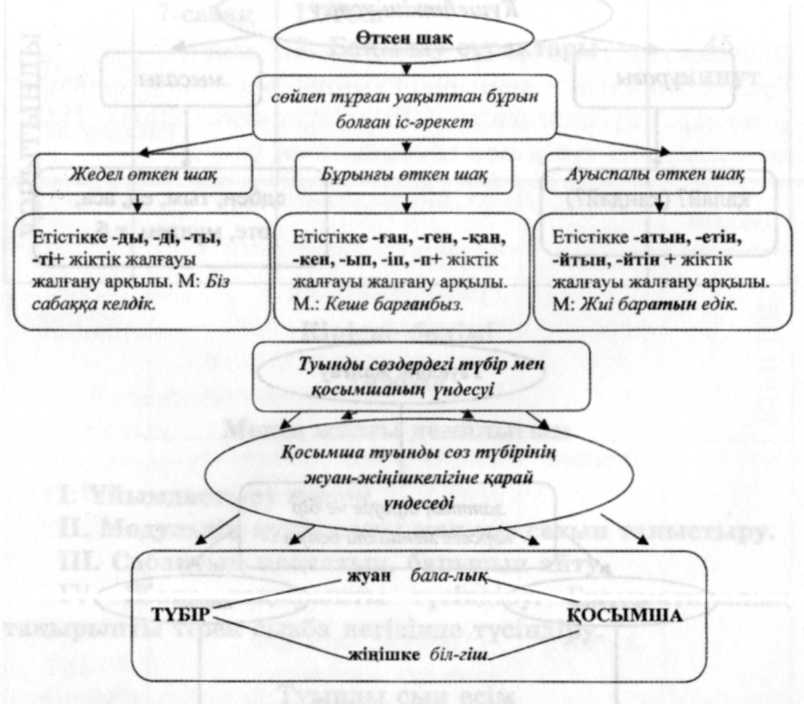 Өткен шақ
сөйлеп тұрған уақыттан бұрын
болған іс-әрекет
Жедел өткен шақ
Бұрынғы өткен шақ
Ауыспалы өткен шақ
Етістікке -ды, -ді, -ты,
-ті+ жіктік жалғауы
жалғану арқылы. М: Біз
сабаққа келдік.
Етістікке -ған, -ген, -қан,
-кен, -ып, -іп, -п+ жіктік
жалғауы жалғану арқылы.
М.: Кеше барғанбыз.
Етістікке -атын, -етін,
-йтын, -йтін + жіктік
жалғауы жалғану арқылы.
М: Жиі баратын едік.
Туынды сөздердегі түбір мен
қосымшаның үндесуі
Қосымша туынды сөз түбірінің
жуан-жіңішкелігіне қарай
үндеседі
жуан бала-лық
ТҮБІР ҚОСЫМША
жіңішке біл-гіш.